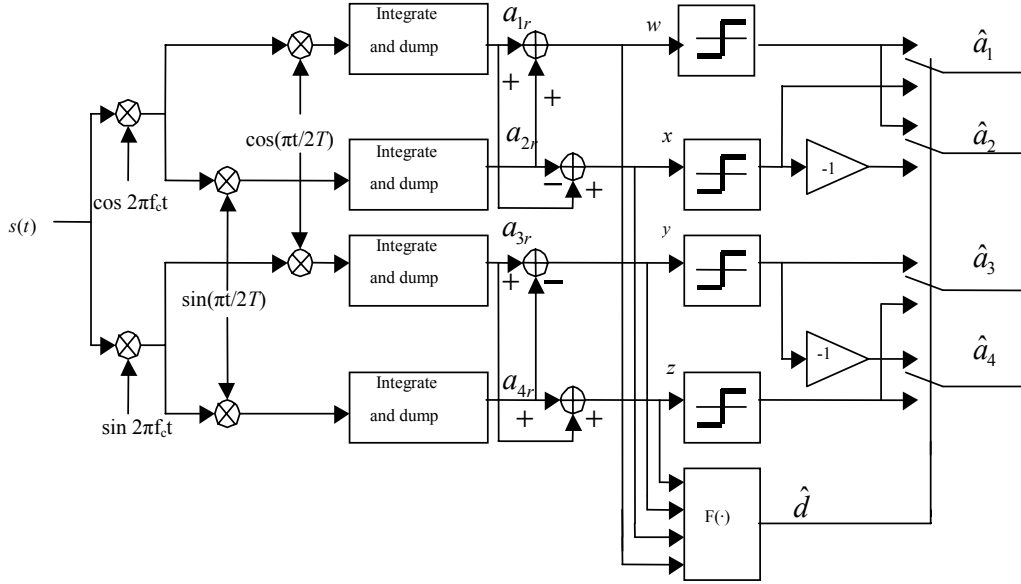 Integrate
and dump
a1r
w
â1
+
+
cos(πt/2T)
a2r
Integrate
and dump
x
-1
â2
−
+
cos 2πfct
s(t)
Integrate
and dump
a3r
y
â3
+
−
sin(πt/2T)
-1
â4
Integrate
and dump
a4r
z
+
+
sin 2πfct
F(·)
d̂